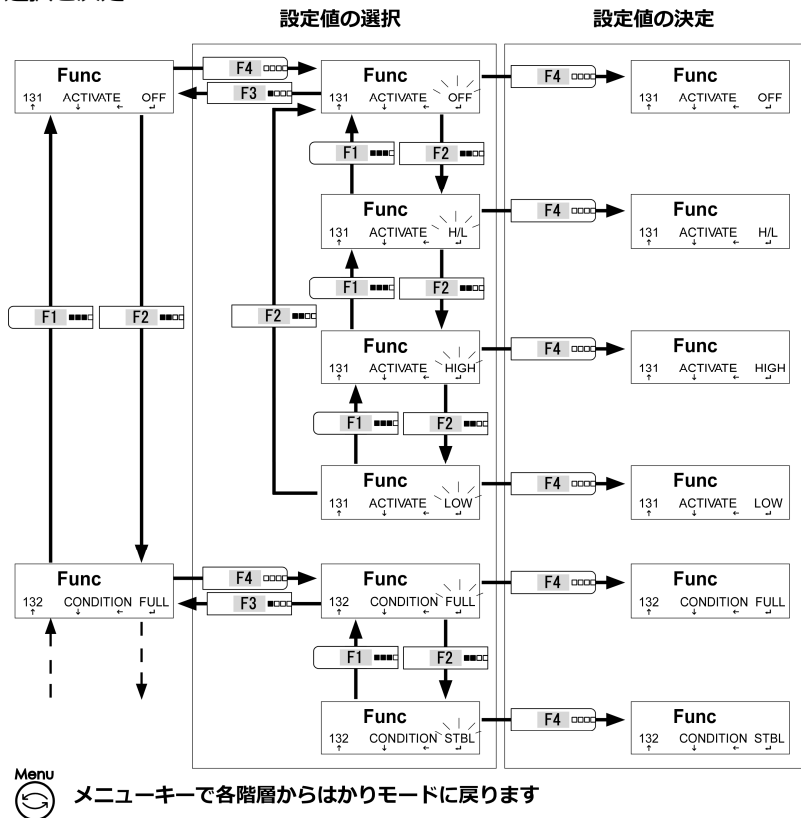 設定値の選択 設定値の決定
Func F4 Func F4 Func
131 ACTIVATE OFF F3 131 ACTIVATE OFF 131 ACTIVATE OFF
F1 F2
Func F4 Func
131 ACTIVATE H/L 131 ACTIVATE H/L
F1 F2 F2 F1 F2
Func F4 Func
131 ACTIVATE HIGH 131 ACTIVATE HIGH
F1 F2
Func F4 Func
131 ACTIVATE LOW 131 ACTIVATE LOW
Func F4 Func F4 Func
132 CONDITION FULL F3 132 CONDITION FULL 132 CONDITION FULL
F1 F2
Func F4 Func
132 CONDITION STBL 132 CONDITION STBL
Menu
メニューキーで各階層からはかりモードに戻ります